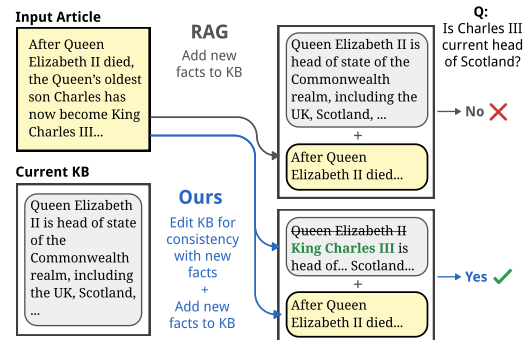 Input Article
After Queen
Elizabeth II died,
the Queen's oldest
son Charles has
now become King
Charles III...
Current KB
Queen Elizabeth
II is head of state
of the
Commonwealth
realm, including
the UK, Scotland,
...
RAG
Add new
facts to KB
Ours
Edit KB for
consistency
with new
facts
+
Add new
facts to KB
Queen Elizabeth II is
head of state of the
Commonwealth
realm, including the
UK, Scotland, ...
+
After Queen
Elizabeth II died...
Queen Elizabeth II
King Charles III is
head of... Scotland...
+
After Queen
Elizabeth II died...
Q:
Is Charles III
current head
of Scotland?
No
Yes